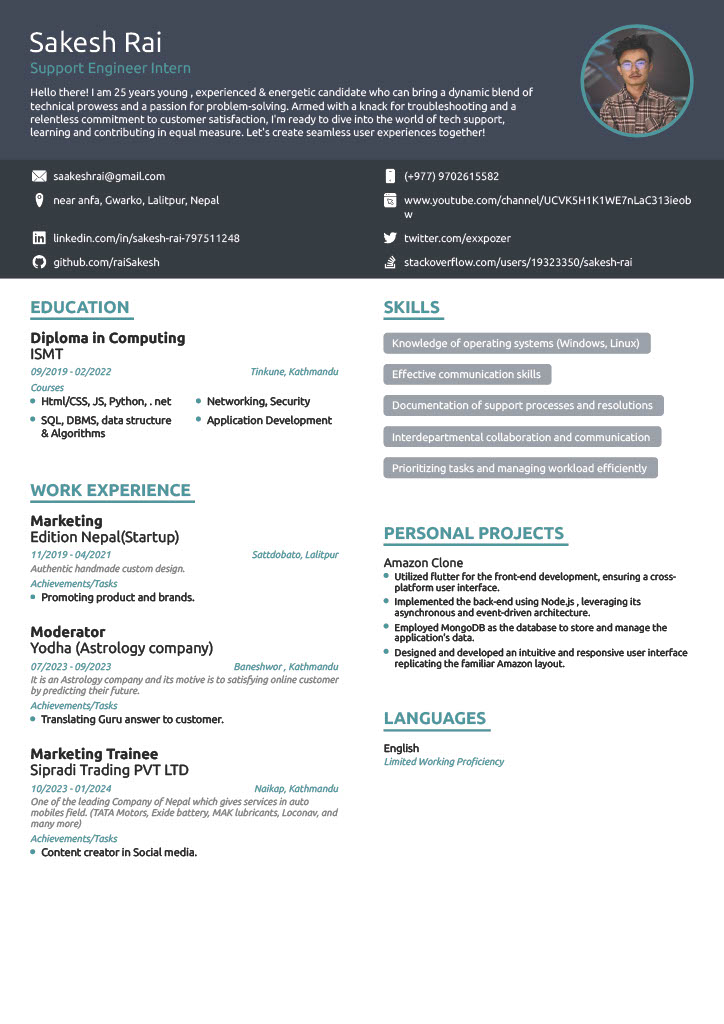 Sakesh Rai
Support Engineer Intern
Hello there! I am 25 years young , experienced & energetic candidate who can bring a dynamic blend of
technical prowess and a passion for problem-solving. Armed with a knack for troubleshooting and a
relentless commitment to customer satisfaction, I'm ready to dive into the world of tech support,
learning and contributing in equal measure. Let's create seamless user experiences together!
saakeshrai@gmail.com
(+977) 9702615582
near anfa, Gwarko, Lalitpur, Nepal
www.youtube.com/channel/UCVK5H1K1WE7nLaC313ieob
w
linkedin.com/in/sakesh-rai-797511248
twitter.com/exxpozer
github.com/raiSakesh
stackoverflow.com/users/19323350/sakesh-rai
EDUCATION
Diploma in Computing
ISMT
09/2019 - 02/2022 Tinkune, Kathmandu
Courses
Html/CSS, JS, Python, . net
Networking, Security
SQL, DBMS, data structure
& Algorithms
Application Development
WORK EXPERIENCE
Marketing
Edition Nepal(Startup)
11/2019 - 04/2021 Sattdobato, Lalitpur
Authentic handmade custom design.
Achievements/Tasks
Promoting product and brands.
Moderator
Yodha (Astrology company)
07/2023 - 09/2023 Baneshwor , Kathmandu
It is an Astrology company and its motive is to satisfying online customer
by predicting their future.
Achievements/Tasks
Translating Guru answer to customer.
Marketing Trainee
Sipradi Trading PVT LTD
10/2023 - 01/2024 Naikap, Kathmandu
One of the leading Company of Nepal which gives services in auto
mobiles field. (TATA Motors, Exide battery, MAK lubricants, Loconav, and
many more)
Achievements/Tasks
Content creator in Social media.
SKILLS
Knowledge of operating systems (Windows, Linux)
Effective communication skills
Documentation of support processes and resolutions
Interdepartmental collaboration and communication
Prioritizing tasks and managing workload efficiently
PERSONAL PROJECTS
Amazon Clone
Utilized flutter for the front-end development, ensuring a cross-
platform user interface.
Implemented the back-end using Node.js , leveraging its
asynchronous and event-driven architecture.
Employed MongoDB as the database to store and manage the
application's data.
Designed and developed an intuitive and responsive user interface
replicating the familiar Amazon layout.
LANGUAGES
English
Limited Working Proficiency